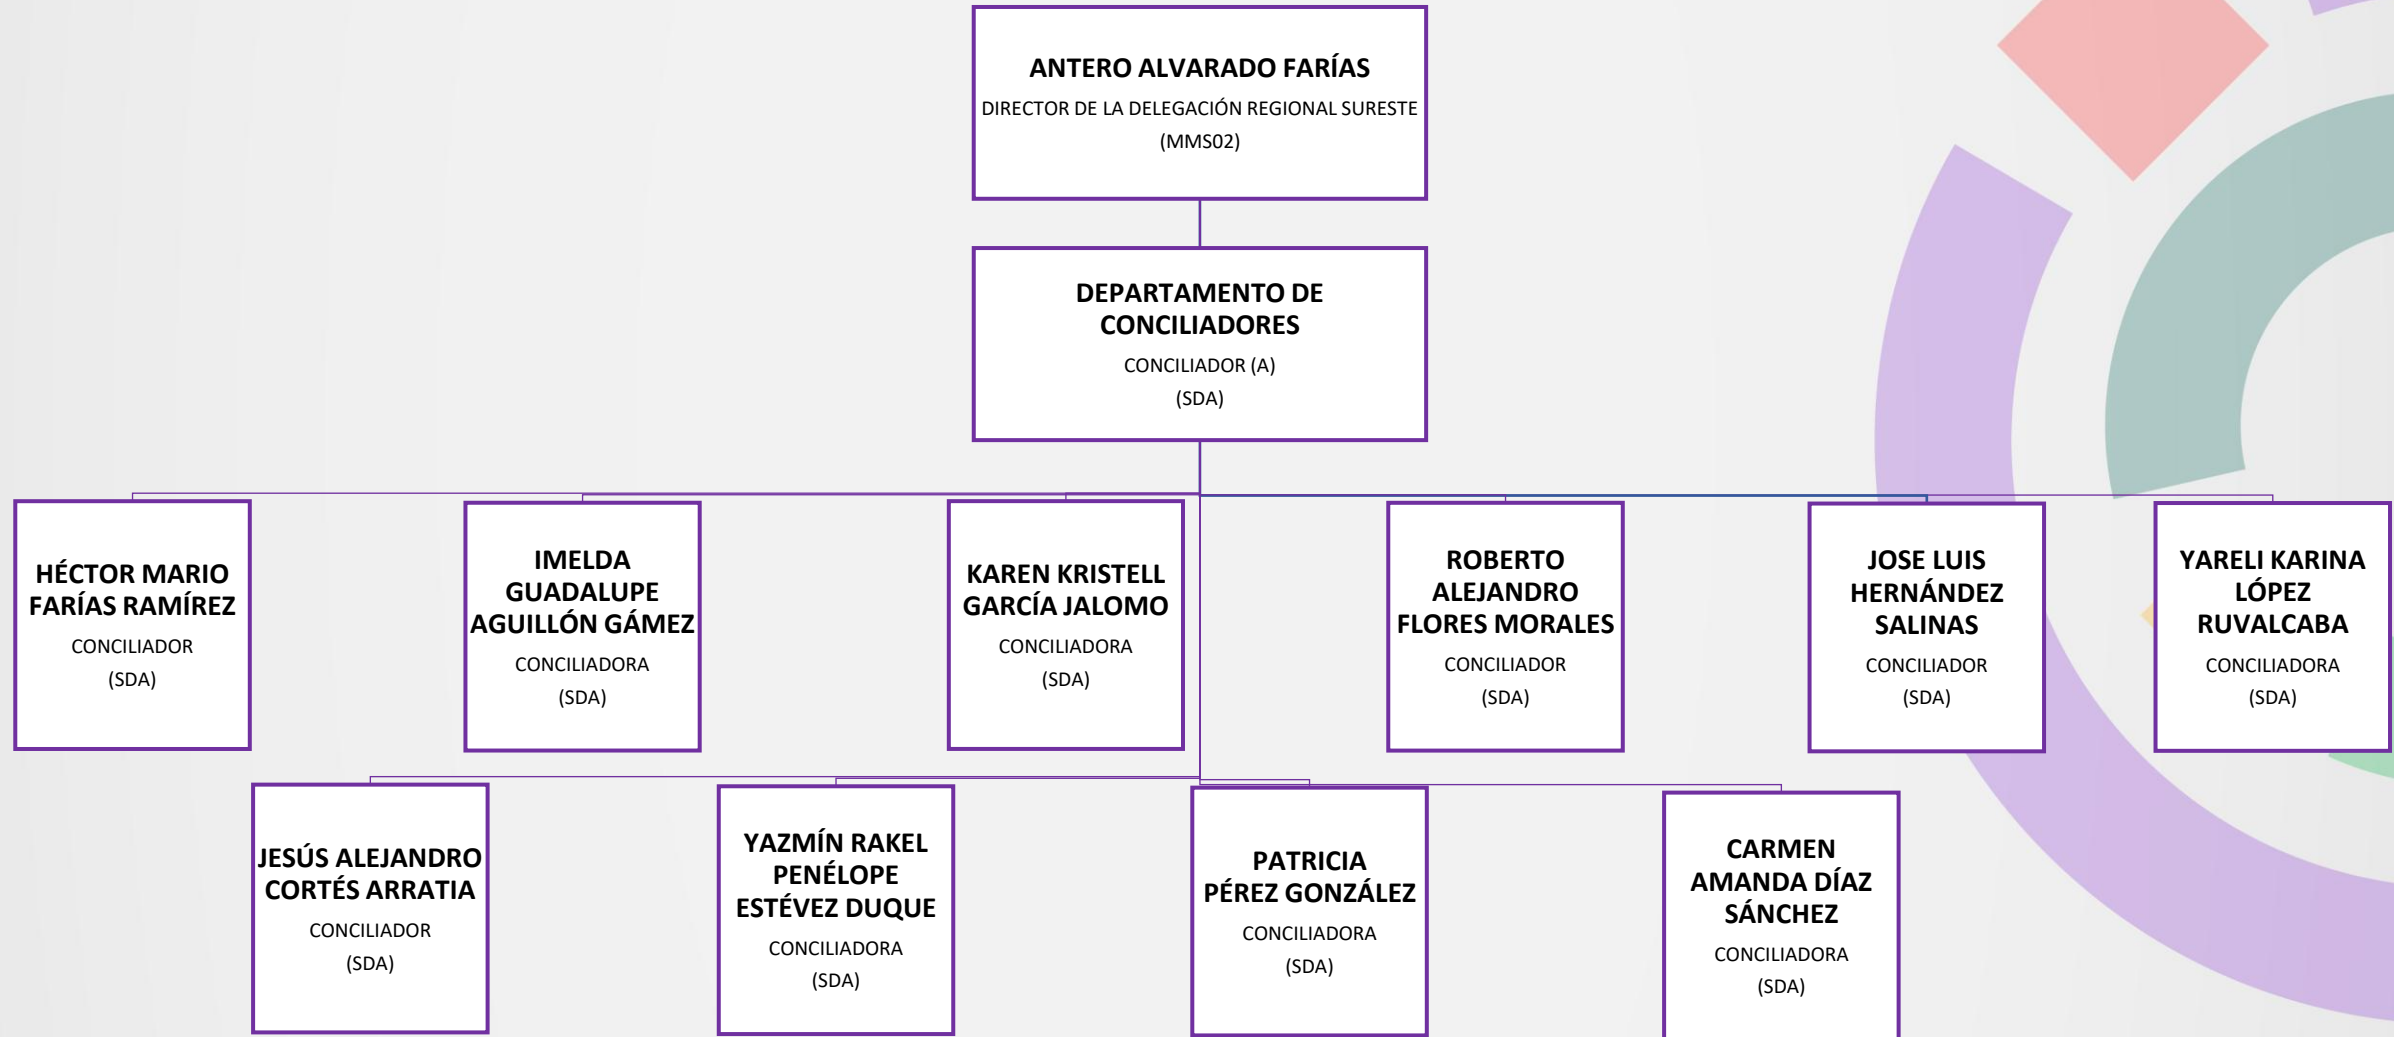 ANTERO ALVARADO FARÍAS
DIRECTOR DE LA DELEGACIÓN REGIONAL SURESTE
(MMS02)
DEPARTAMENTO DE
CONCILIADORES
CONCILIADOR (A)
(SDA)
HÉCTOR MARIO
FARÍAS RAMÍREZ
CONCILIADOR
(SDA)
IMELDA
GUADALUPE
AGUILLÓN GÁMEZ
CONCILIADORA
(SDA)
KAREN KRISTELL
GARCÍA JALOMO
CONCILIADORA
(SDA)
ROBERTO
ALEJANDRO
FLORES MORALES
CONCILIADOR
(SDA)
JOSE LUIS
HERNÁNDEZ
SALINAS
CONCILIADOR
(SDA)
YARELI KARINA
LÓPEZ
RUVALCABA
CONCILIADORA
(SDA)
JESÚS ALEJANDRO
CORTÉS ARRATIA
CONCILIADOR
(SDA)
YAZMÍN RAKEL
PENÉLOPE
ESTÉVEZ DUQUE
CONCILIADORA
(SDA)
PATRICIA
PÉREZ GONZÁLEZ
CONCILIADORA
(SDA)
CARMEN
AMANDA DÍAZ
SÁNCHEZ
CONCILIADORA
(SDA)